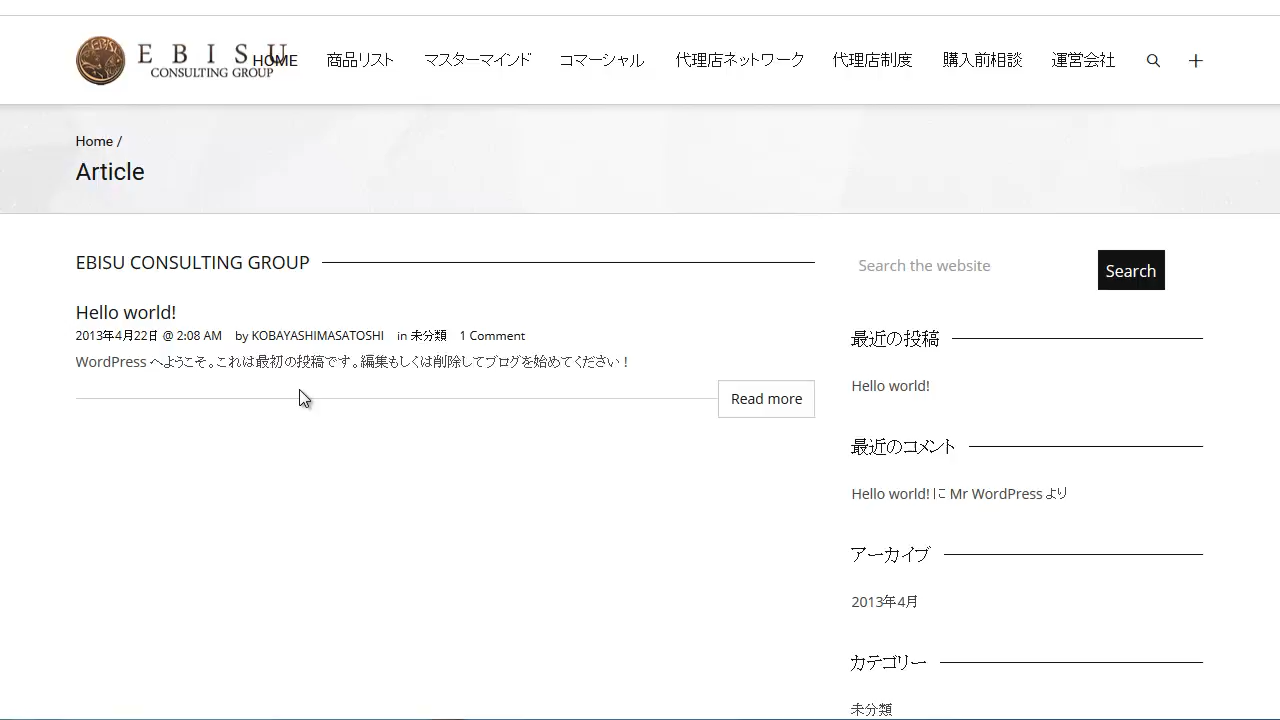 EBISU
CONSULTING GROUP
HOME 商品リスト マスターマインド コマーシャル 代理店ネットワーク 代理店制度 購入前相談 運営会社
Home /
Article
EBISU CONSULTING GROUP
Hello world!
2013年4月22日 @ 2:08 AM by KOBAYASHIMASATOSHI in 未分類 1 Comment
WordPress へようこそ。これは最初の投稿です。編集もしくは削除してブログを始めてください !
Read more
Search the website
Search
最近の投稿
Hello world!
最近のコメント
Hello world! に Mr WordPress より
アーカイブ
2013年4月
カテゴリー
未分類